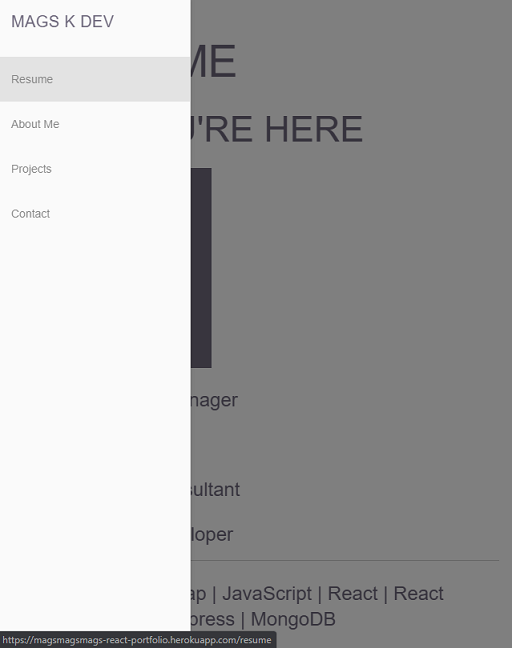 MAGS K DEV
ME
U'RE HERE
Resume
About Me
Projects
Contact
nager
sultant
loper
ap | JavaScript | React | React
press | MongoDB
https://magsmagsmags-react-portfolio.herokuapp.com/resume